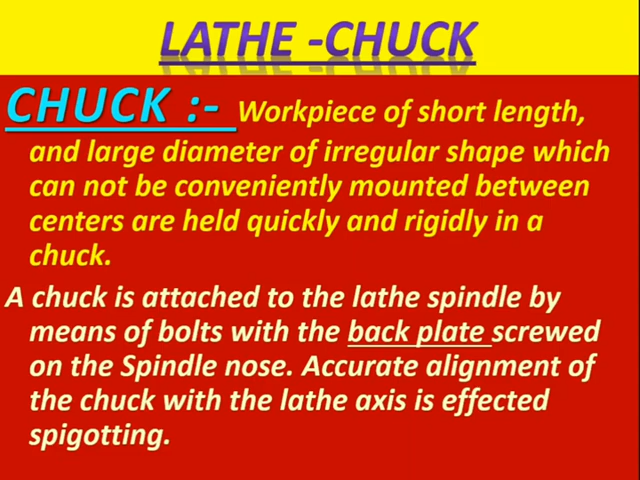 LATHE -CHUCK
CHUCK :- Workpiece of short length,
and large diameter of irregular shape which
can not be conveniently mounted between
centers are held quickly and rigidly in a
chuck.
A chuck is attached to the lathe spindle by
means of bolts with the back plate screwed
on the Spindle nose. Accurate alignment of
the chuck with the lathe axis is effected
spigotting.